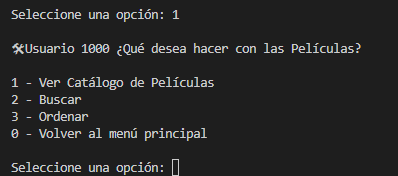 Seleccione una opción: 1
🛠Usuario 1000 ¿Qué desea hacer con las Películas?
1 - Ver Catálogo de Películas
2 - Buscar
3 - Ordenar
0 - Volver al menú principal
Seleccione una opción: